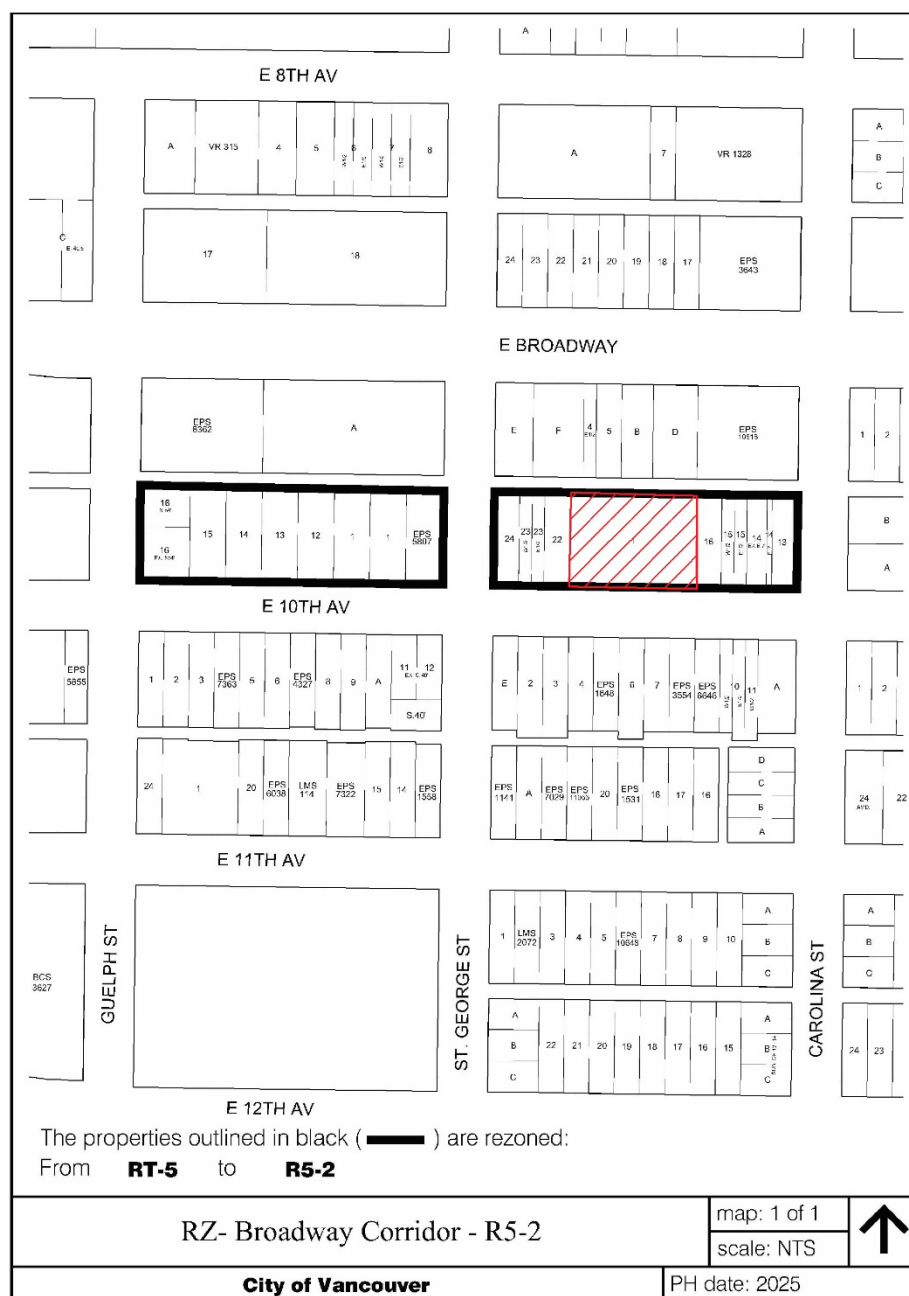 A
E 8TH AV
A VR 315 4 5 6 7 8
A 7 VR 1328
A
B
C
C
17 18
24 23 22 21 20 19 18 17 EPS 3643
E BROADWAY
EPS 6362 A
E F 4 5 B D EPS
1 2
16
16
15 14 13 12 1 1 EPS 5807
24 23 23 22 1 16 16 15 14 14 13
B
A
E 10TH AV
EPS 5855
1 2 3 EPS 7363 5 6 EPS 4327 8 9 A 11 12
S.40'
E 2 3 4 EPS 1648 6 7 EPS 3554 EPS 8646 10 11 A
1 2
24 1 20 EPS 6038 LMS 114 EPS 7322 15 14 EPS 1558
EPS 1141 A EPS 7029 EPS 20 EPS 1531 18 17 16
D
C
B
A
24 AMD. 22
E 11TH AV
BCS 3627
GUELPH ST
ST. GEORGE ST
CAROLINA ST
1 LMS 2072 3 4 5 EPS 7 8 9 10
A
B
C
A
B
C
A
B
C
22 21 20 19 18 17 16 15
A
B
C
24 23
E 12TH AV
The properties outlined in black ( ) are rezoned:
From RT-5 to R5-2
RZ- Broadway Corridor - R5-2
map: 1 of 1
scale: NTS
City of Vancouver
PH date: 2025